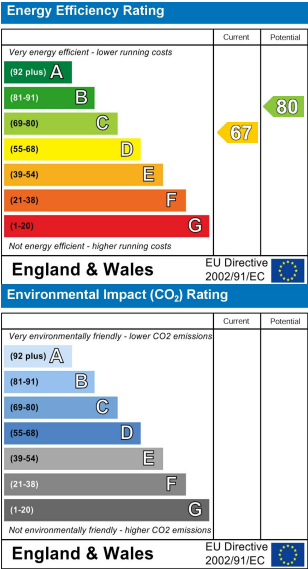 Energy Efficiency Rating
Current Potential
Very energy efficient - lower running costs
(92 plus) A
(81-91) B
(69-80) C
(55-68) D
(39-54) E
(21-38) F
(1-20) G
67
80
Not energy efficient - higher running costs
England & Wales
EU Directive
2002/91/EC
Environmental Impact (CO₂) Rating
Current Potential
Very environmentally friendly - lower CO2 emissions
(92 plus) A
(81-91) B
(69-80) C
(55-68) D
(39-54) E
(21-38) F
(1-20) G
Not environmentally friendly - higher CO2 emissions
England & Wales
EU Directive
2002/91/EC